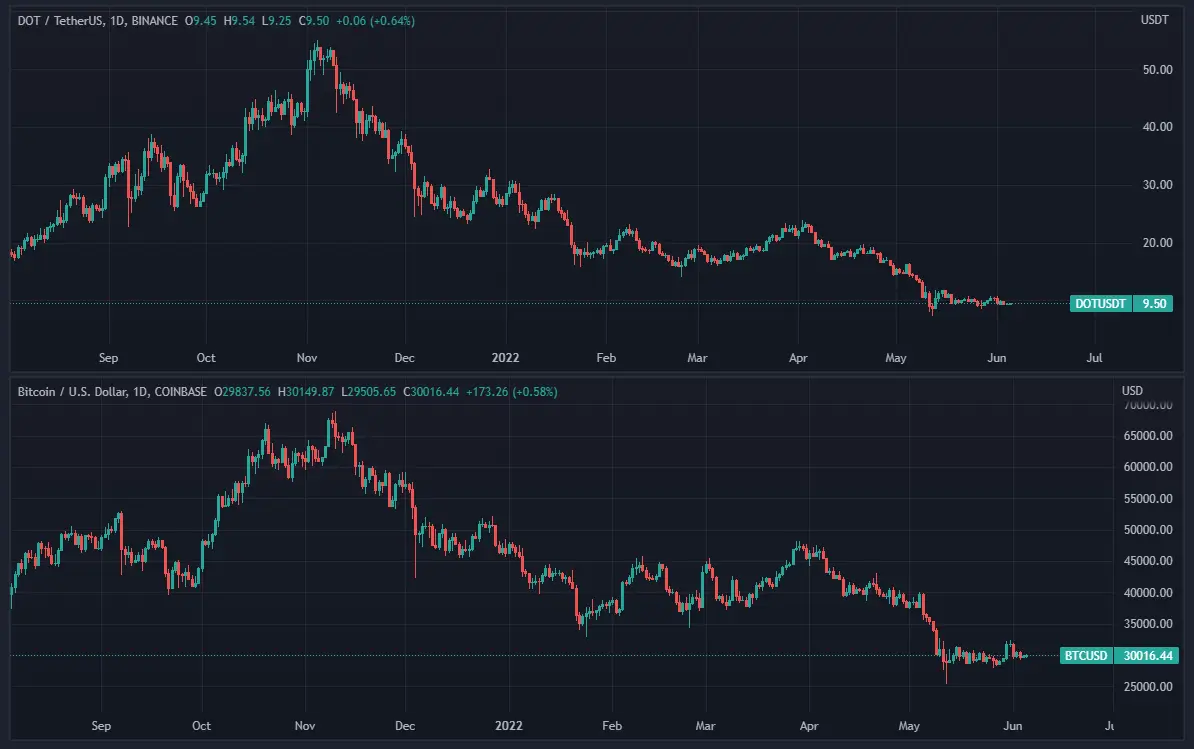 DOT / TetherUS, 1D, BINANCE O9.45 H9.54 L9.25 C9.50 +0.06 (+0.64%) USDT
50.00
40.00
30.00
20.00
DOTUSDT 9.50
Sep Oct Nov Dec 2022 Feb Mar Apr May Jun Jul
Bitcoin / U.S. Dollar, 1D, COINBASE O29837.56 H30149.87 L29505.65 C30016.44 +173.26 (+0.58%) USD
70000.00
65000.00
60000.00
55000.00
50000.00
45000.00
40000.00
35000.00
BTCUSD 30016.44
25000.00
Sep Oct Nov Dec 2022 Feb Mar Apr May Jun